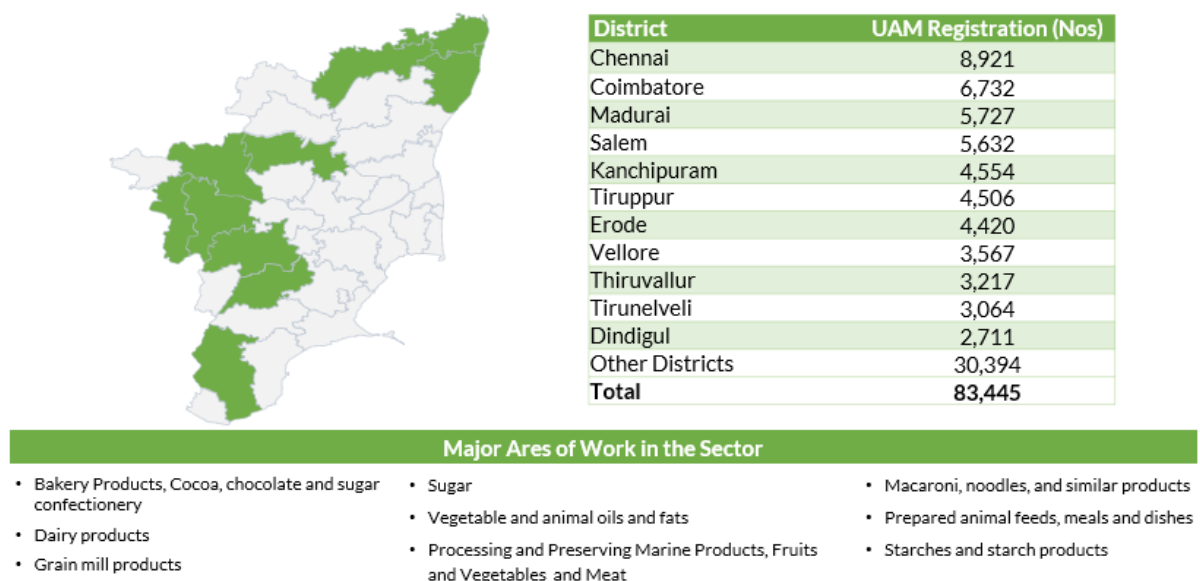 District UAM Registration (Nos)
Chennai 8,921
Coimbatore 6,732
Madurai 5,727
Salem 5,632
Kanchipuram 4,554
Tiruppur 4,506
Erode 4,420
Vellore 3,567
Thiruvallur 3,217
Tirunelveli 3,064
Dindigul 2,711
Other Districts 30,394
Total 83,445
Major Ares of Work in the Sector
• Bakery Products, Cocoa, chocolate and sugar
confectionery
• Dairy products
• Grain mill products
• Sugar
• Vegetable and animal oils and fats
• Processing and Preserving Marine Products, Fruits
and Vegetables and Meat
• Macaroni, noodles, and similar products
• Prepared animal feeds, meals and dishes
• Starches and starch products